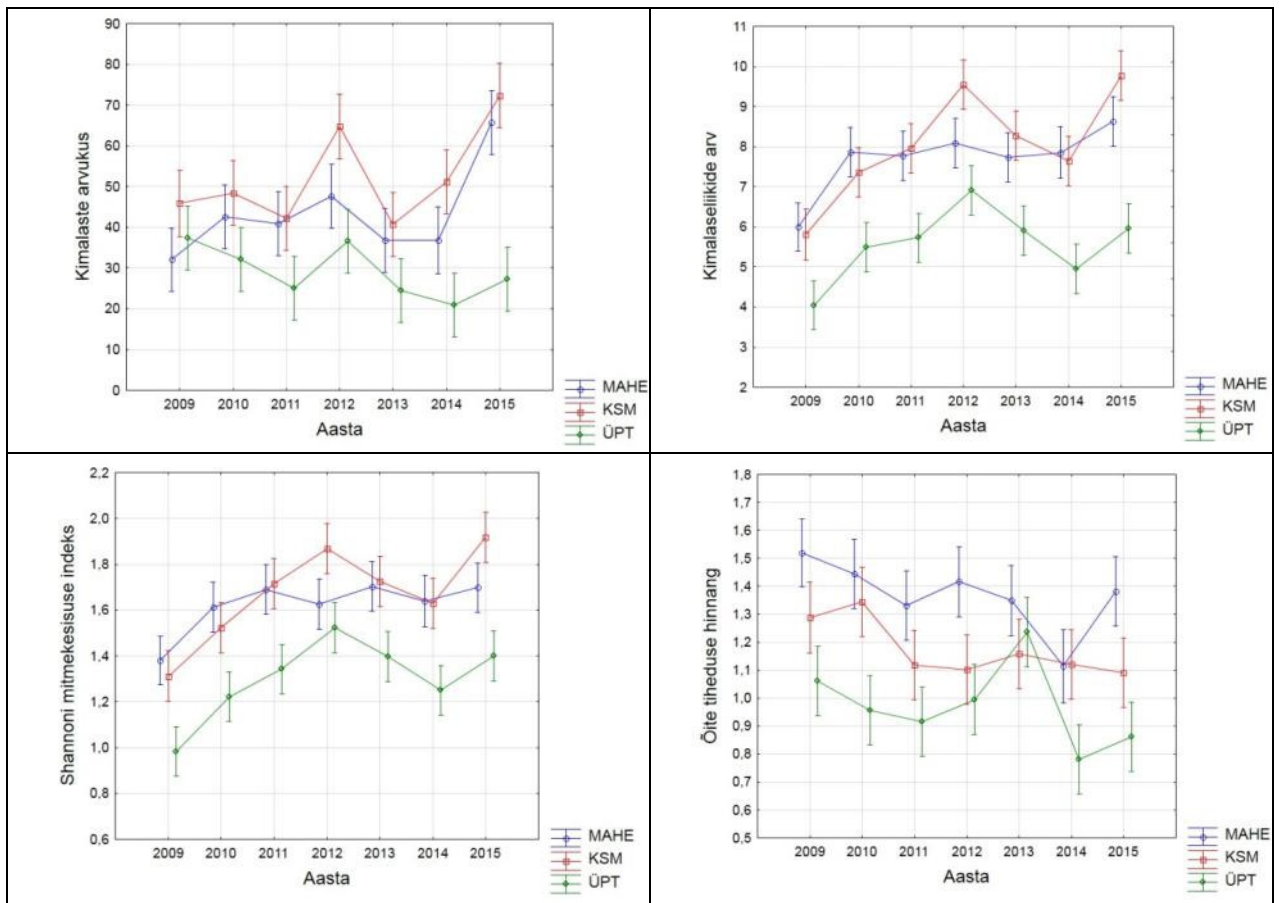 Kimalaste arvukus
90
80
70
60
50
40
30
20
10
0
2009 2010 2011 2012 2013 2014 2015
Aasta
MAHE
KSM
ÜPT
Kimalaseliikide arv
11
10
9
8
7
6
5
4
3
2
2009 2010 2011 2012 2013 2014 2015
Aasta
MAHE
KSM
ÜPT
Shannoni mitmekesisuse indeks
2,2
2,0
1,8
1,6
1,4
1,2
1,0
0,8
0,6
2009 2010 2011 2012 2013 2014 2015
Aasta
MAHE
KSM
ÜPT
Õite tiheduse hinnang
1,8
1,7
1,6
1,5
1,4
1,3
1,2
1,1
1,0
0,9
0,8
0,7
0,6
0,5
2009 2010 2011 2012 2013 2014 2015
Aasta
MAHE
KSM
ÜPT